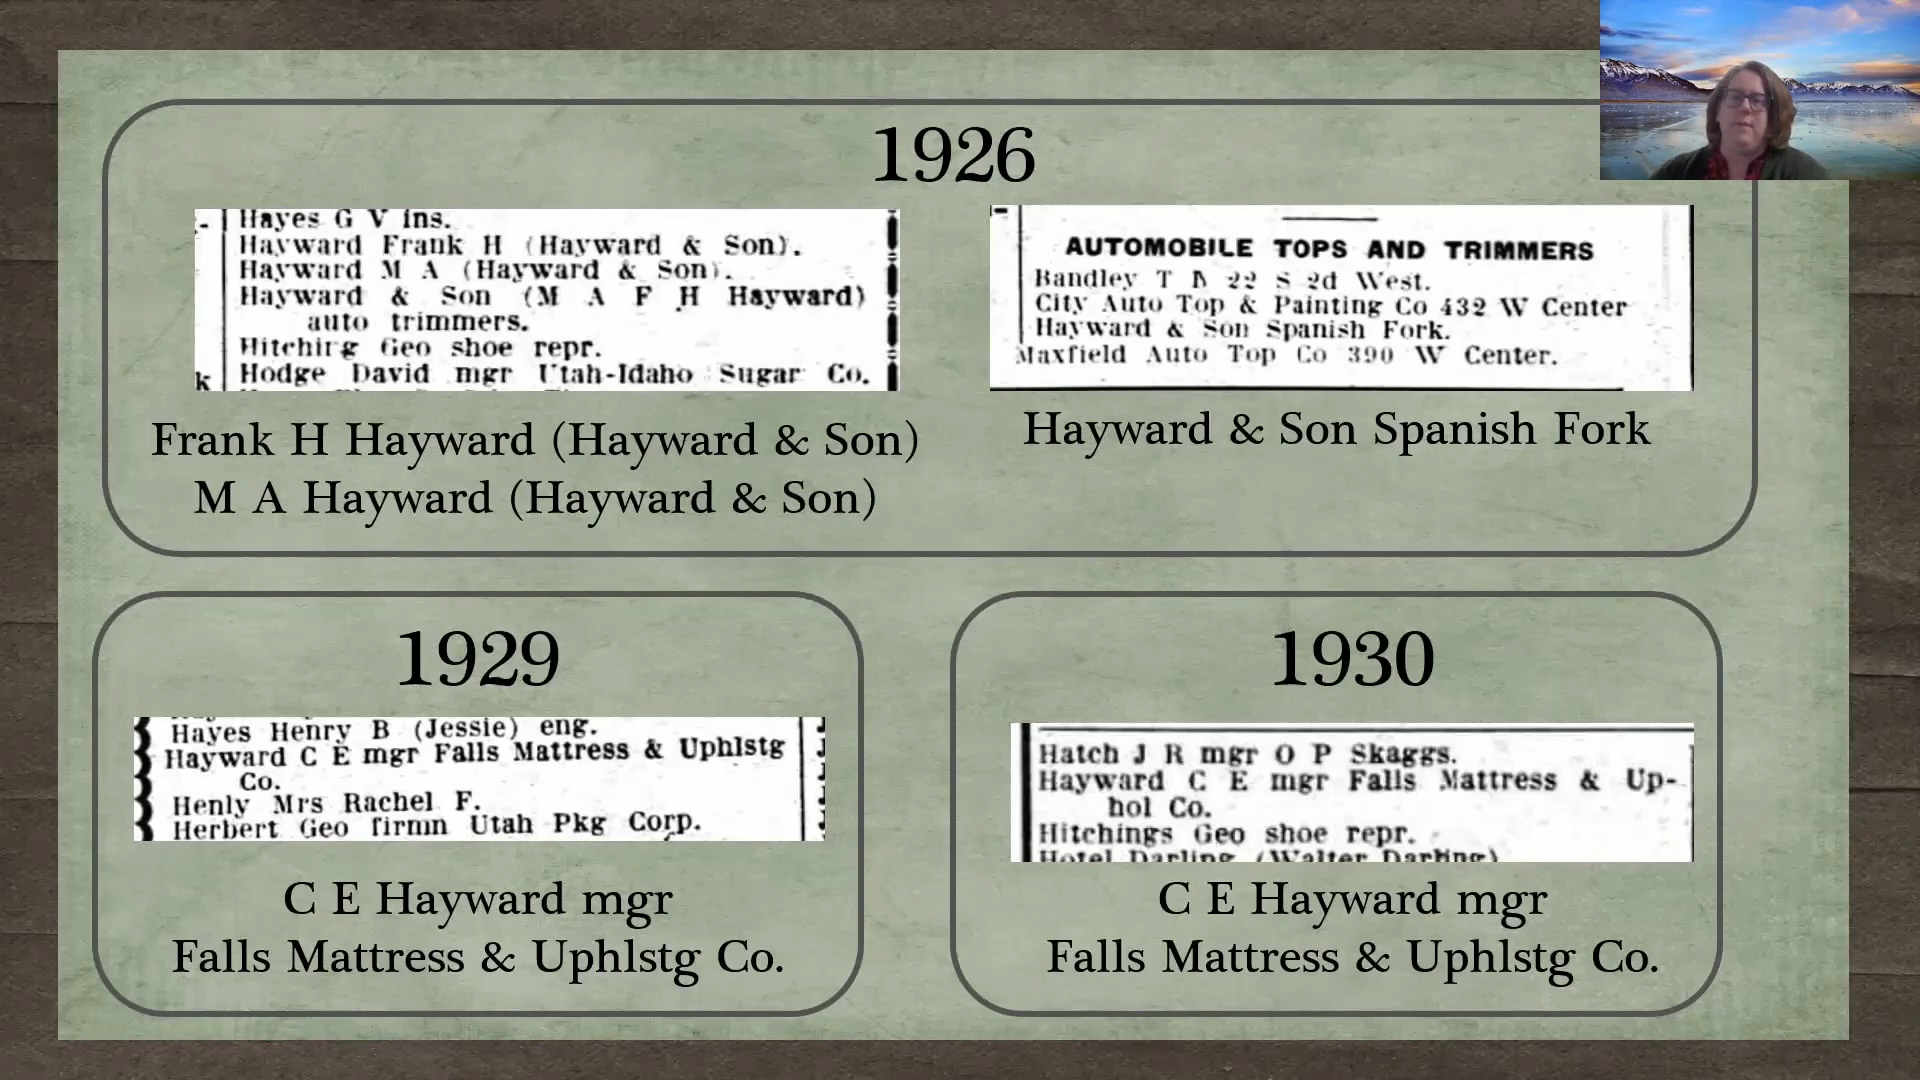 1926
Hayes G V ins.
Hayward Frank H (Hayward & Son).
Hayward M A (Hayward & Son).
Hayward & Son (M A F H Hayward)
auto trimmers.
Hitching Geo shoe repr.
k
Hodge David mgr Utah-Idaho Sugar Co.
Frank H Hayward (Hayward & Son)
M A Hayward (Hayward & Son)
AUTOMOBILE TOPS AND TRIMMERS
Bandley T 22 S 2d West.
City Auto Top & Painting Co 432 W Center
Hayward & Son Spanish Fork.
Maxfield Auto Top Co 390 W Center.
Hayward & Son Spanish Fork
1929
Hayes Henry B (Jessie) eng.
Hayward C E mgr Falls Mattress & Uphlstg
Co.
Henly Mrs Rachel F.
Herbert Geo firmn Utah Pkg Corp.
C E Hayward mgr
Falls Mattress & Uphlstg Co.
1930
Hatch J R mgr O P Skaggs.
Hayward C E mgr Falls Mattress & Up-
hol Co.
Hitchings Geo shoe repr.
Hotel Darling (Walter Darling)
C E Hayward mgr
Falls Mattress & Uphlstg Co.